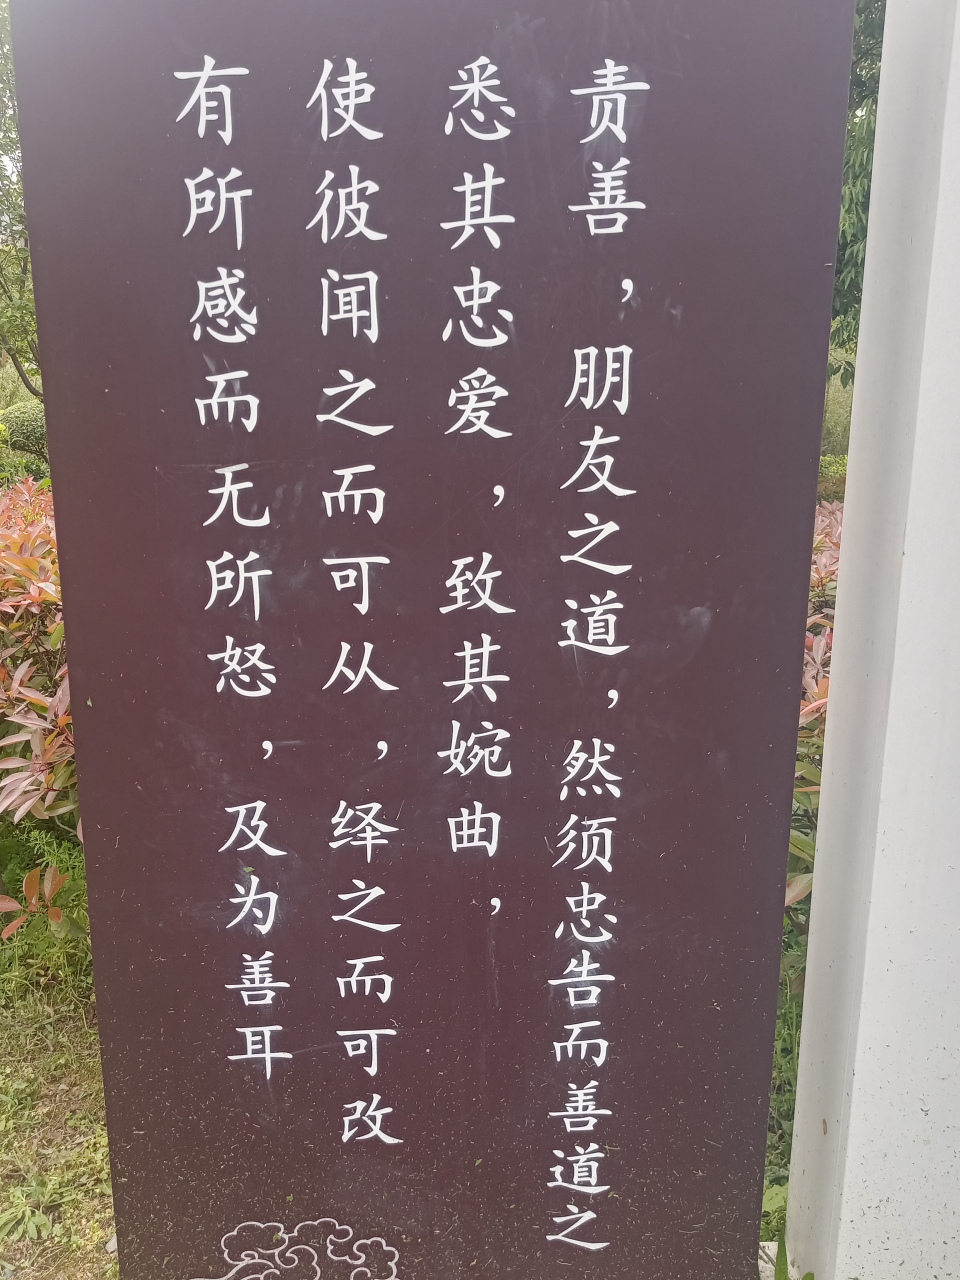 责善，朋友之道，然须忠告而善道之
悉其忠爱，致其婉曲，
使彼闻之而可从，绎之而可改
有所感而无所怒，及为善耳